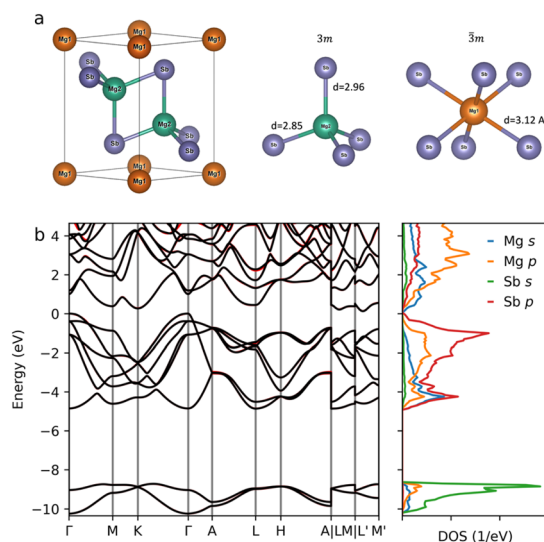 a
Mg1
Mg1
Mg1
Mg1
Sb
Sb
Sb
Mg2
Mg2
Sb
Sb
Sb
Mg1
Mg1
Mg1
Mg1
3m
Sb
d=2.96
Mg2
d=2.85
Sb
Sb
Sb
3̅m
Sb
Sb
Sb
Mg1
d=3.12 A
Sb
Sb
Sb
b
Energy (eV)
4
2
0
−2
−4
−6
−8
−10
Γ M K Γ A L H A|LM|L' M'
Mg s
Mg p
Sb s
Sb p
DOS (1/eV)